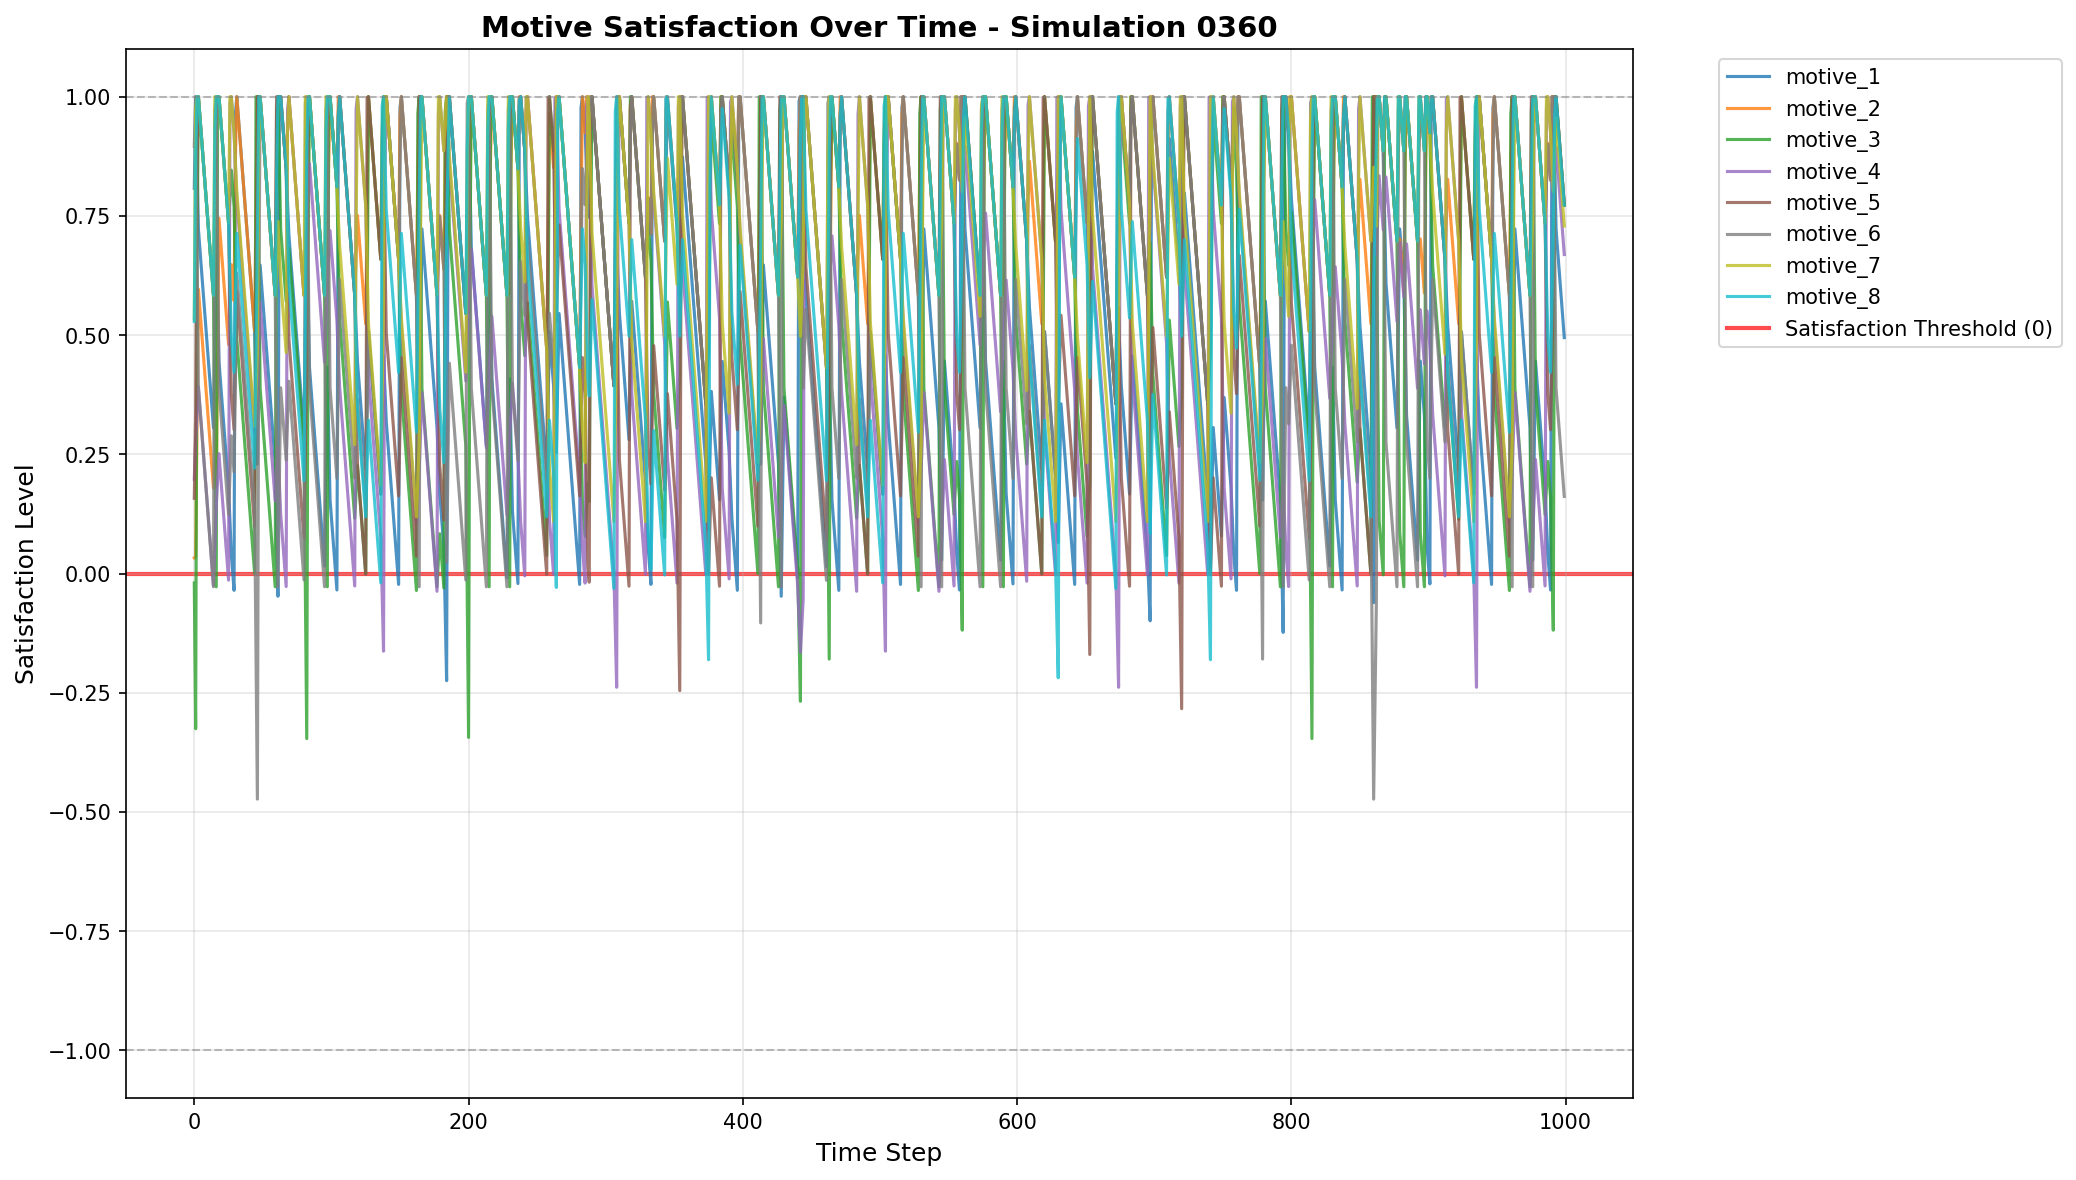 Motive Satisfaction Over Time - Simulation 0360
1.00
0.75
0.50
0.25
0.00
−0.25
−0.50
−0.75
−1.00
Satisfaction Level
0
200
400
600
800
1000
Time Step
motive_1
motive_2
motive_3
motive_4
motive_5
motive_6
motive_7
motive_8
Satisfaction Threshold (0)